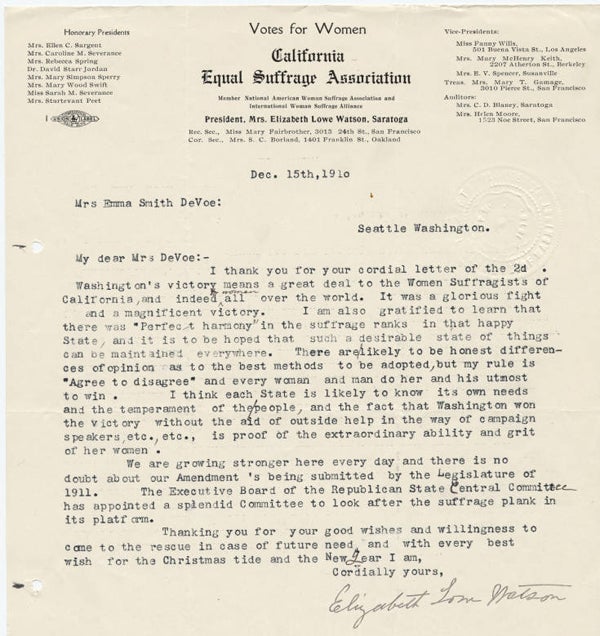 Votes for Women
California
Equal Suffrage Association
Member National American Woman Suffrage Association and
International Woman Suffrage Alliance
President, Mrs. Elizabeth Lowe Watson, Saratoga
Rec. Sec., Miss Mary Fairbrother, 3013 24th St., San Francisco
Cor. Sec., Mrs. S. C. Borland, 1401 Franklin St., Oakland
Honorary Presidents
Mrs. Ellen C. Sargent
Mrs. Caroline M. Severance
Mrs. Rebecca Spring
Dr. David Starr Jordan
Mrs. Mary Simpson Sperry
Mrs. Mary Wood Swift
Miss Sarah M. Severance
Mrs. Sturtevant Peet
Vice-Presidents:
Miss Fanny Wills,
501 Buena Vista St., Los Angeles
Mrs. Mary McHenry Keith,
2207 Atherton St., Berkeley
Mrs. E. V. Spencer, Susanville
Treas. Mrs. Mary T. Gamage,
3010 Pierce St., San Francisco
Auditors:
Mrs. C. D. Blaney, Saratoga
Mrs. Helen Moore,
1523 Noe Street, San Francisco
Dec. 15th,1910
Mrs Emma Smith DeVoe:
Seattle Washington.
My dear Mrs DeVoe:-
I thank you for your cordial letter of the 2d .
Washington's victory means a great deal to the Women Suffragists of
California,and indeed women all over the world. It was a glorious fight
and a magnificent victory. I am also gratified to learn that
there was "Perfect harmony" in the suffrage ranks in that happy
State, and it is to be hoped that such a desirable state of things
can be maintained everywhere. There are likely to be honest differen-
ces of opinion as to the best methods to be adopted,but my rule is
"Agree to disagree" and every woman and man do her and his utmost
to win . I think each State is likely to know its own needs
and the temperament of the people, and the fact that Washington won
the victory without the aid of outside help in the way of campaign
speakers,etc.,etc., is proof of the extraordinary ability and grit
of her women .
We are growing stronger here every day and there is no
doubt about our Amendment 's being submitted by the Legislature of
1911. The Executive Board of the Republican State Central Committee
has appointed a splendid Committee to look after the suffrage plank in
its platform.
Thanking you for your good wishes and willingness to
come to the rescue in case of future need, and with every best
wish for the Christmas tide and the New Year I am,
Cordially yours,
Elizabeth Lowe Watson